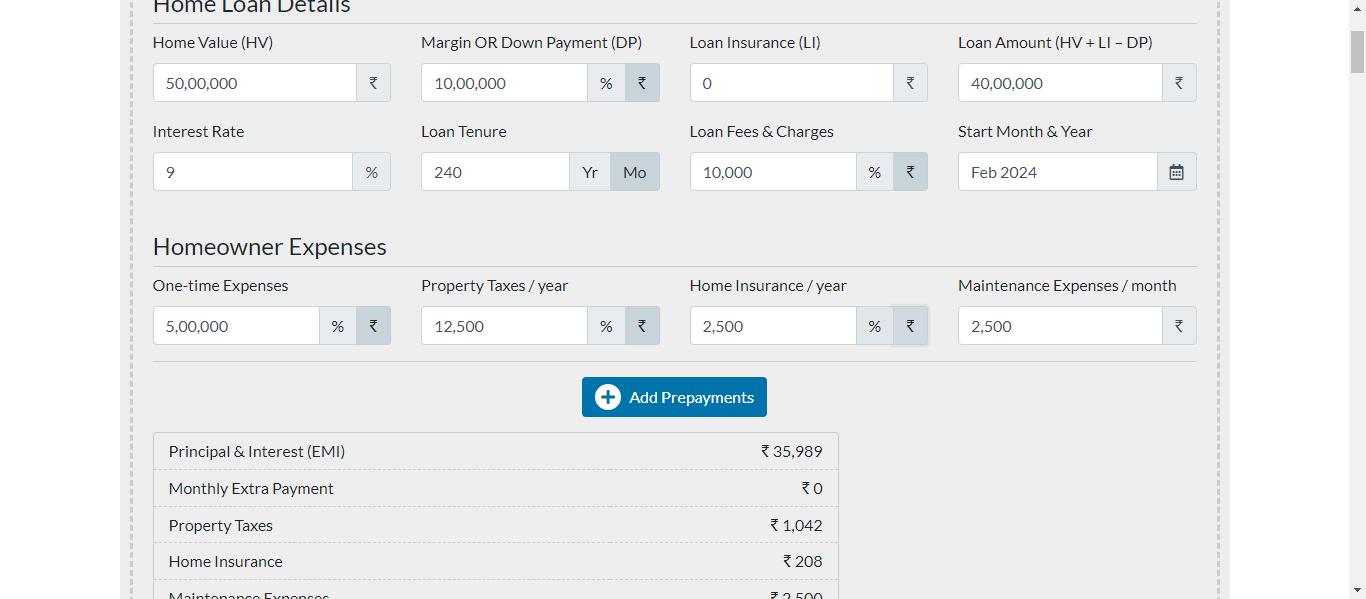 Home Loan Details
Home Value (HV) Margin OR Down Payment (DP) Loan Insurance (LI) Loan Amount (HV + LI – DP)
50,00,000 ₹ 10,00,000 % ₹ 0 ₹ 40,00,000 ₹
Interest Rate Loan Tenure Loan Fees & Charges Start Month & Year
9 % 240 Yr Mo 10,000 % ₹ Feb 2024
Homeowner Expenses
One-time Expenses Property Taxes / year Home Insurance / year Maintenance Expenses / month
5,00,000 % ₹ 12,500 % ₹ 2,500 % ₹ 2,500 ₹
Add Prepayments
Principal & Interest (EMI) ₹ 35,989
Monthly Extra Payment ₹ 0
Property Taxes ₹ 1,042
Home Insurance ₹ 208
Maintenance Expenses ₹ 2,500